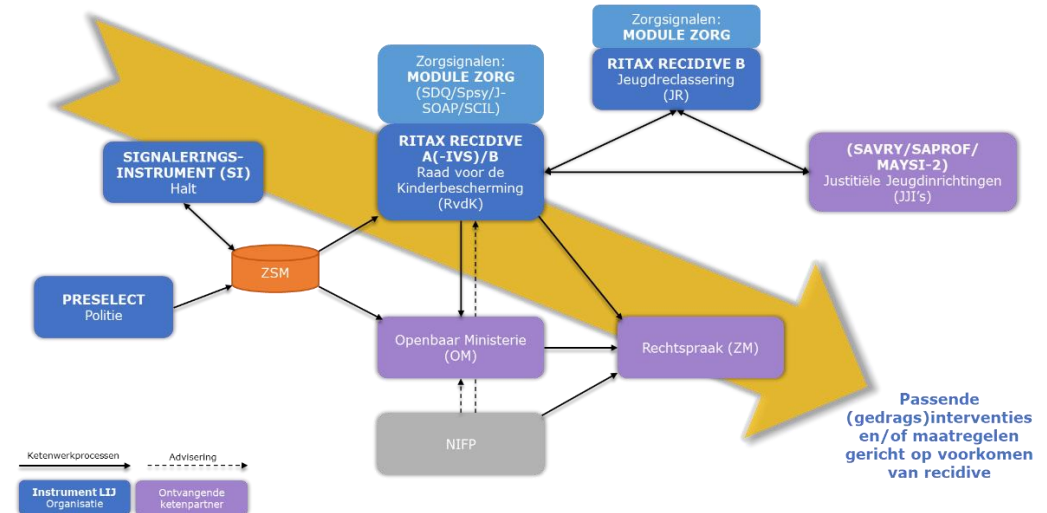 Zorgsignalen:
MODULE ZORG
RITAX RECIDIVE B
Jeugdreclassering
(JR)
Zorgsignalen:
MODULE ZORG
(SDQ/Spsy/J-
SOAP/SCIL)
RITAX RECIDIVE
A(-IVS)/B
Raad voor de
Kinderbescherming
(RvdK)
SIGNALERINGS-
INSTRUMENT (SI)
Halt
(SAVRY/SAPROF/
MAYSI-2)
Justitiële Jeugdinrichtingen
(JJI's)
ZSM
PRESELECT
Politie
Openbaar Ministerie
(OM)
Rechtspraak (ZM)
NIFP
Passende
(gedrags)interventies
en/of maatregelen
gericht op voorkomen
van recidive
Ketenwerkprocessen
Advisering
Instrument LIJ
Organisatie
Ontvangende
ketenpartner